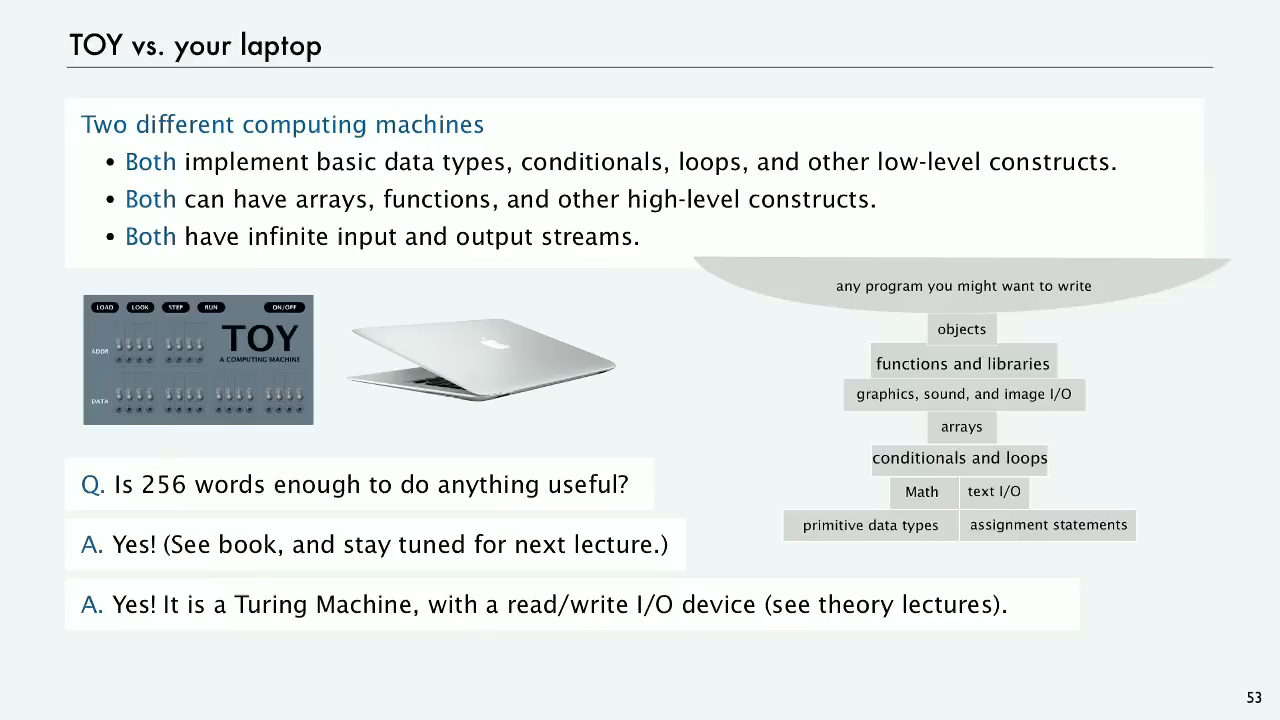 TOY vs. your laptop
Two different computing machines
• Both implement basic data types, conditionals, loops, and other low-level constructs.
• Both can have arrays, functions, and other high-level constructs.
• Both have infinite input and output streams.
LOAD LOOK STEP RUN ON/OFF
TOY
A COMPUTING MACHINE
ADDR
DATA
any program you might want to write
objects
functions and libraries
graphics, sound, and image I/O
arrays
conditionals and loops
Math text I/O
primitive data types assignment statements
Q. Is 256 words enough to do anything useful?
A. Yes! (See book, and stay tuned for next lecture.)
A. Yes! It is a Turing Machine, with a read/write I/O device (see theory lectures).
53